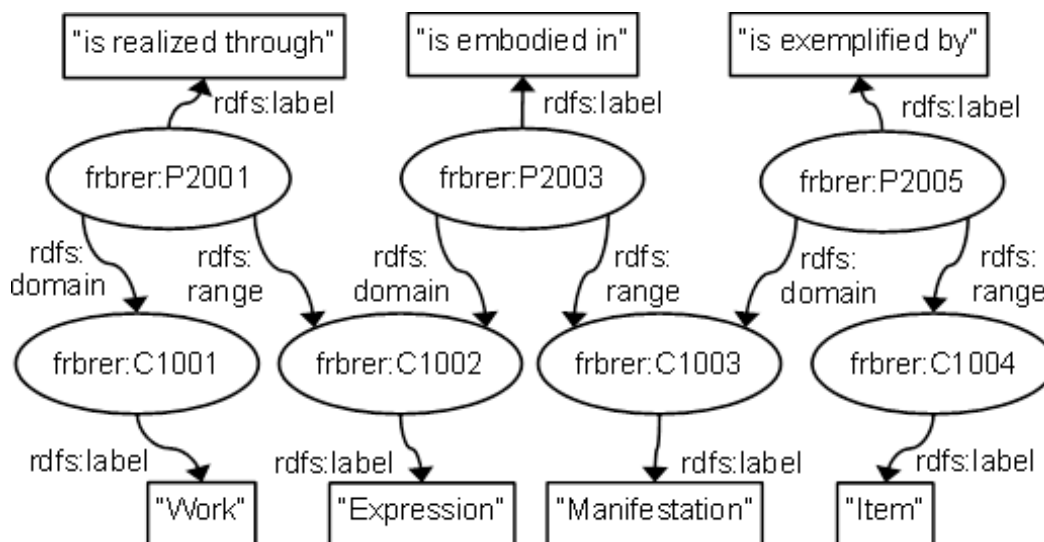 "is realized through"
"is embodied in"
"is exemplified by"
rdfs:label
rdfs:label
rdfs:label
frbrer:P2001
frbrer:P2003
frbrer:P2005
rdfs:
domain
rdfs:
range
rdfs:
domain
rdfs:
range
rdfs:
domain
rdfs:
range
frbrer:C1001
frbrer:C1002
frbrer:C1003
frbrer:C1004
rdfs:label
rdfs:label
rdfs:label
rdfs:label
"Work"
"Expression"
"Manifestation"
"Item"